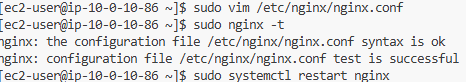 [ec2-user@ip-10-0-10-86 ~]$ sudo vim /etc/nginx/nginx.conf
[ec2-user@ip-10-0-10-86 ~]$ sudo nginx -t
nginx: the configuration file /etc/nginx/nginx.conf syntax is ok
nginx: configuration file /etc/nginx/nginx.conf test is successful
[ec2-user@ip-10-0-10-86 ~]$ sudo systemctl restart nginx